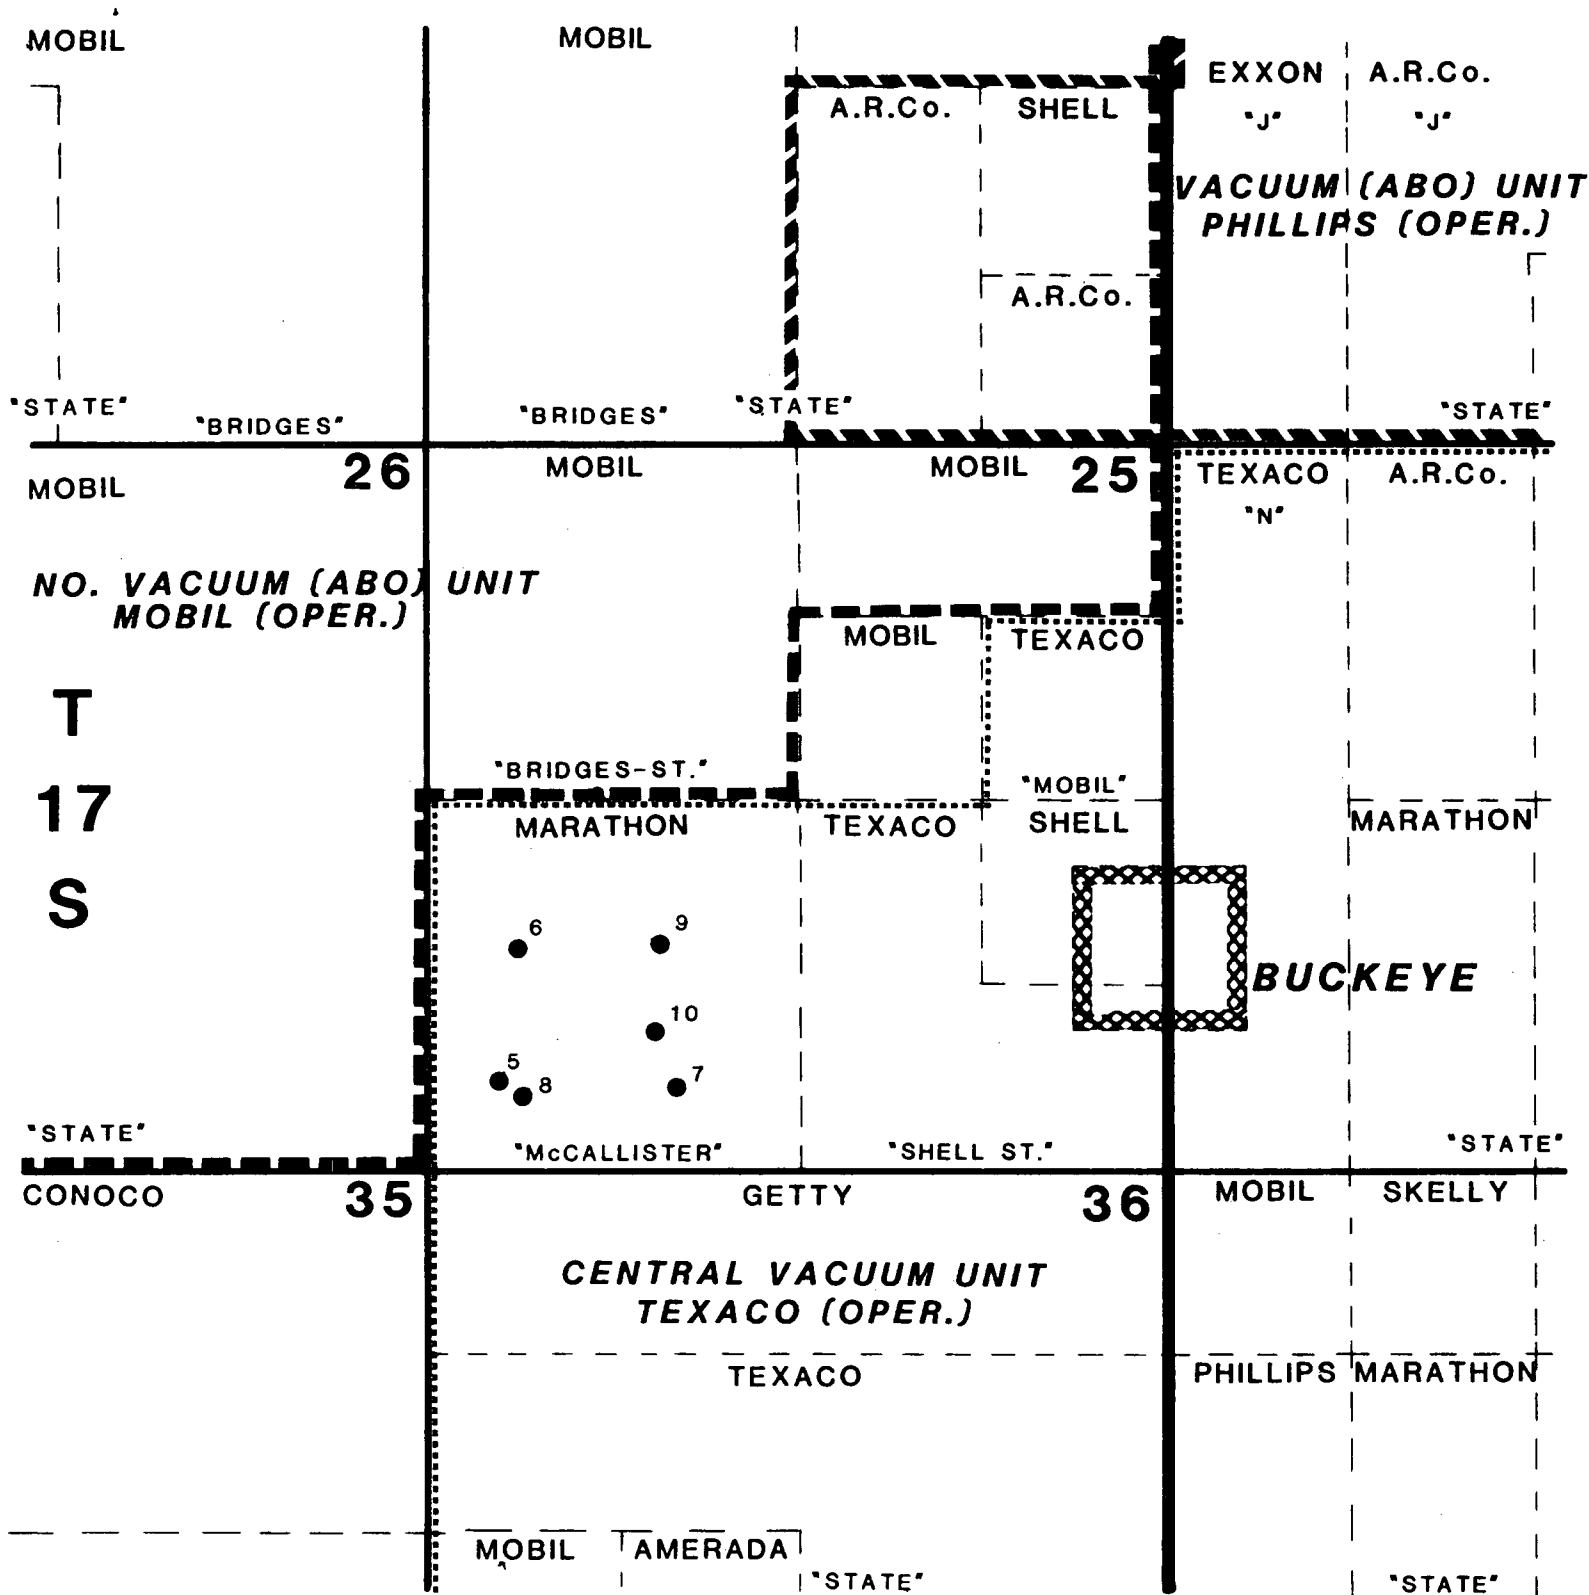 MOBIL
MOBIL
EXXON
A.R.Co.
A.R.Co.
SHELL
"J"
"J"
VACUUM (ABO) UNIT
PHILLIPS (OPER.)
A.R.Co.
"STATE"
"BRIDGES"
"BRIDGES"
"STATE"
"STATE"
26
MOBIL
MOBIL
25
TEXACO
A.R.Co.
MOBIL
"N"
NO. VACUUM (ABO) UNIT
MOBIL (OPER.)
MOBIL
TEXACO
T
17
S
"BRIDGES-ST."
"MOBIL"
MARATHON
TEXACO
SHELL
MARATHON
6
9
BUCKEYE
10
5
8
7
"STATE"
"McCALLISTER"
"SHELL ST."
"STATE"
CONOCO
35
GETTY
36
MOBIL
SKELLY
CENTRAL VACUUM UNIT
TEXACO (OPER.)
TEXACO
PHILLIPS
MARATHON
MOBIL
AMERADA
"STATE"
"STATE"